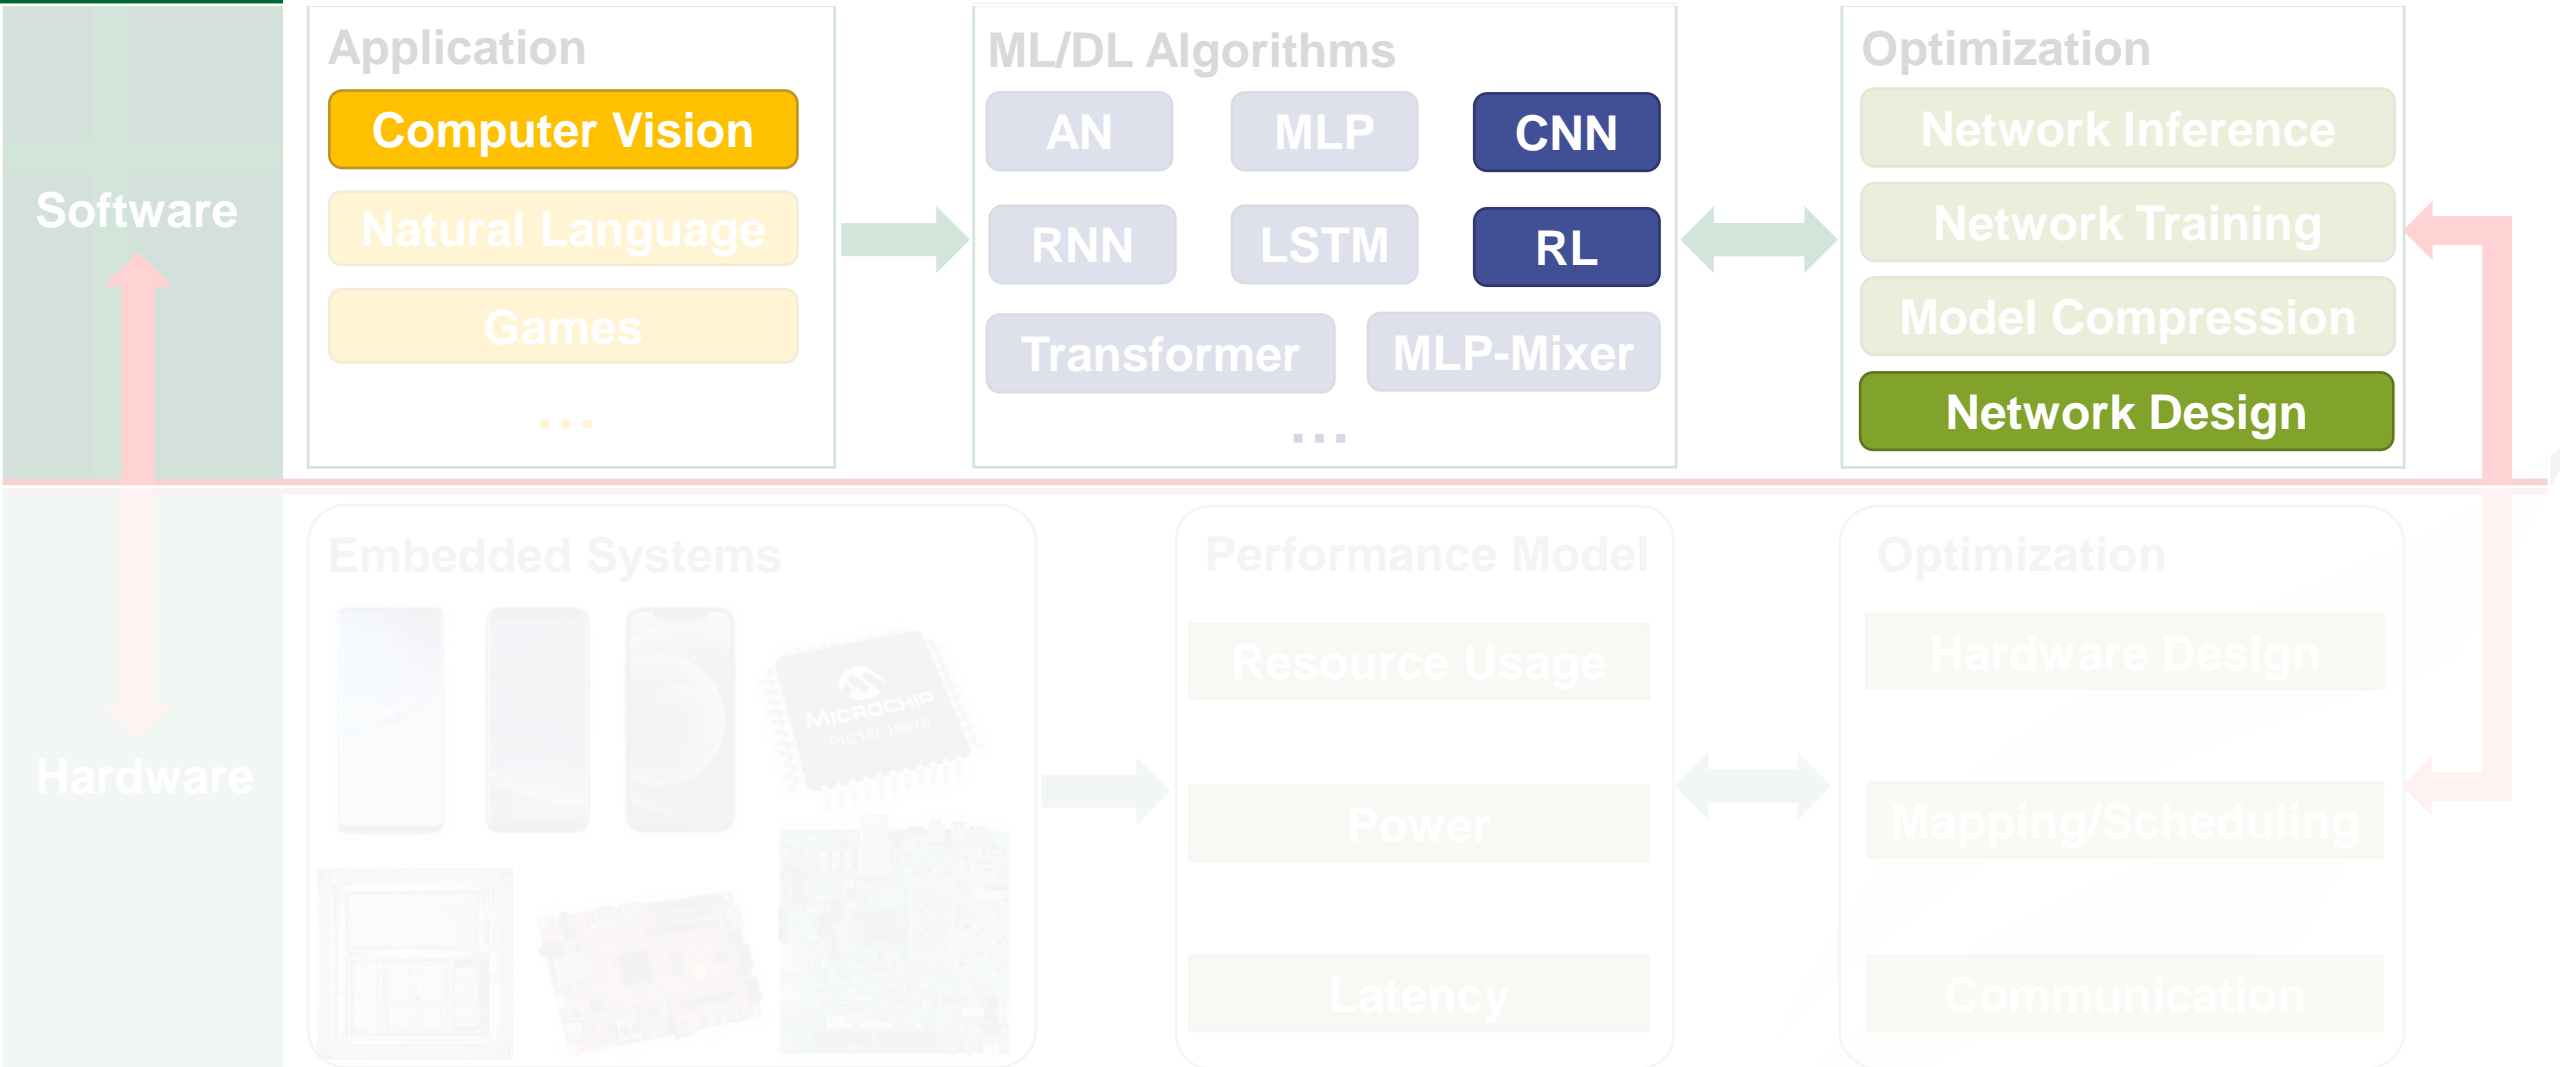 Application
Computer Vision
Natural Language
Games
...
ML/DL Algorithms
AN
MLP
CNN
RNN
LSTM
RL
Transformer
MLP-Mixer
...
Optimization
Network Inference
Network Training
Model Compression
Network Design
Software
Hardware
Embedded Systems
MICROCHIP
PIC16F18875
Performance Model
Resource Usage
Power
Latency
Optimization
Hardware Design
Mapping/Scheduling
Communication